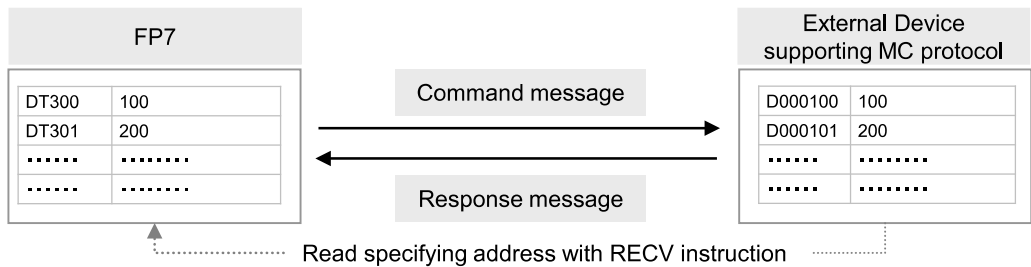 FP7
External Device
supporting MC protocol
DT300 100
DT301 200
...... ........
...... ........
Command message
Response message
D000100 100
D000101 200
...... ........
...... ........
Read specifying address with RECV instruction